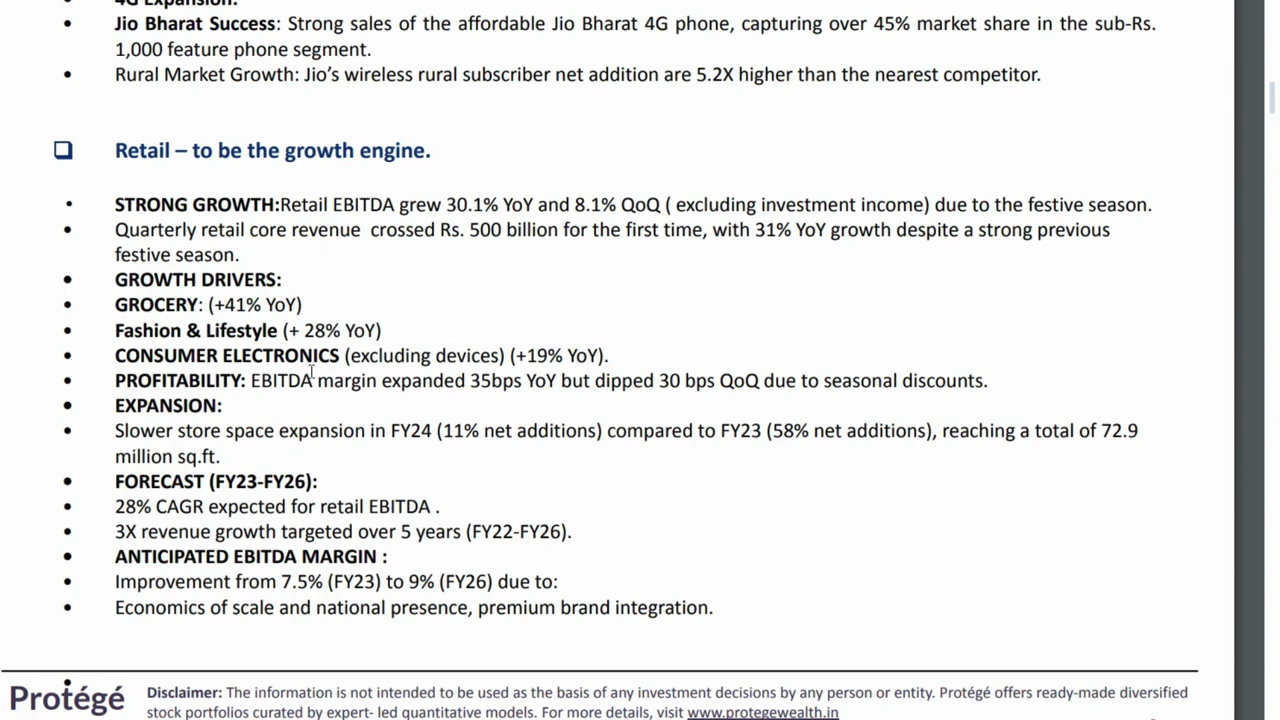 4G Expansion:
• Jio Bharat Success: Strong sales of the affordable Jio Bharat 4G phone, capturing over 45% market share in the sub-Rs.
1,000 feature phone segment.
• Rural Market Growth: Jio’s wireless rural subscriber net addition are 5.2X higher than the nearest competitor.
❑ Retail – to be the growth engine.
• STRONG GROWTH:Retail EBITDA grew 30.1% YoY and 8.1% QoQ ( excluding investment income) due to the festive season.
• Quarterly retail core revenue crossed Rs. 500 billion for the first time, with 31% YoY growth despite a strong previous
festive season.
• GROWTH DRIVERS:
• GROCERY: (+41% YoY)
• Fashion & Lifestyle (+ 28% YoY)
• CONSUMER ELECTRONICS (excluding devices) (+19% YoY).
• PROFITABILITY: EBITDA margin expanded 35bps YoY but dipped 30 bps QoQ due to seasonal discounts.
• EXPANSION:
• Slower store space expansion in FY24 (11% net additions) compared to FY23 (58% net additions), reaching a total of 72.9
million sq.ft.
• FORECAST (FY23-FY26):
• 28% CAGR expected for retail EBITDA .
• 3X revenue growth targeted over 5 years (FY22-FY26).
• ANTICIPATED EBITDA MARGIN :
• Improvement from 7.5% (FY23) to 9% (FY26) due to:
• Economics of scale and national presence, premium brand integration.
Protégé
Disclaimer: The information is not intended to be used as the basis of any investment decisions by any person or entity. Protégé offers ready-made diversified
stock portfolios curated by expert- led quantitative models. For more details, visit www.protegewealth.in